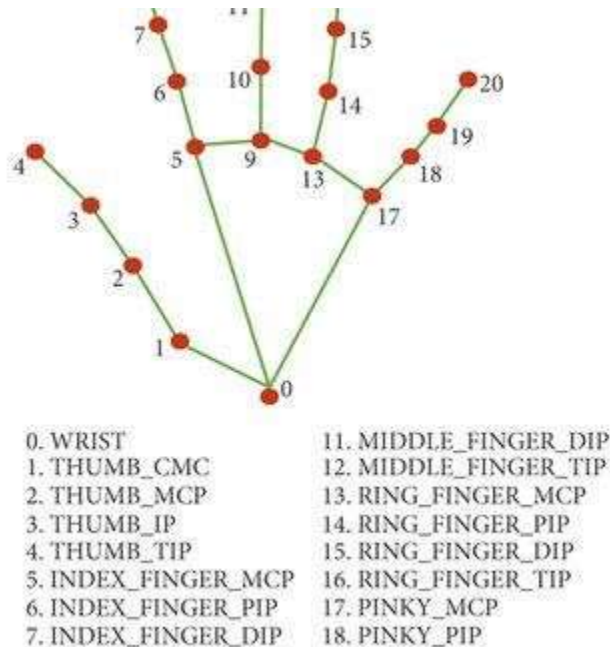 11
7
15
10
6
14
20
19
4
5
9
13
18
3
17
2
1
0
0. WRIST
1. THUMB_CMC
2. THUMB_MCP
3. THUMB_IP
4. THUMB_TIP
5. INDEX_FINGER_MCP
6. INDEX_FINGER_PIP
7. INDEX_FINGER_DIP
11. MIDDLE_FINGER_DIP
12. MIDDLE_FINGER_TIP
13. RING_FINGER_MCP
14. RING_FINGER_PIP
15. RING_FINGER_DIP
16. RING_FINGER_TIP
17. PINKY_MCP
18. PINKY_PIP